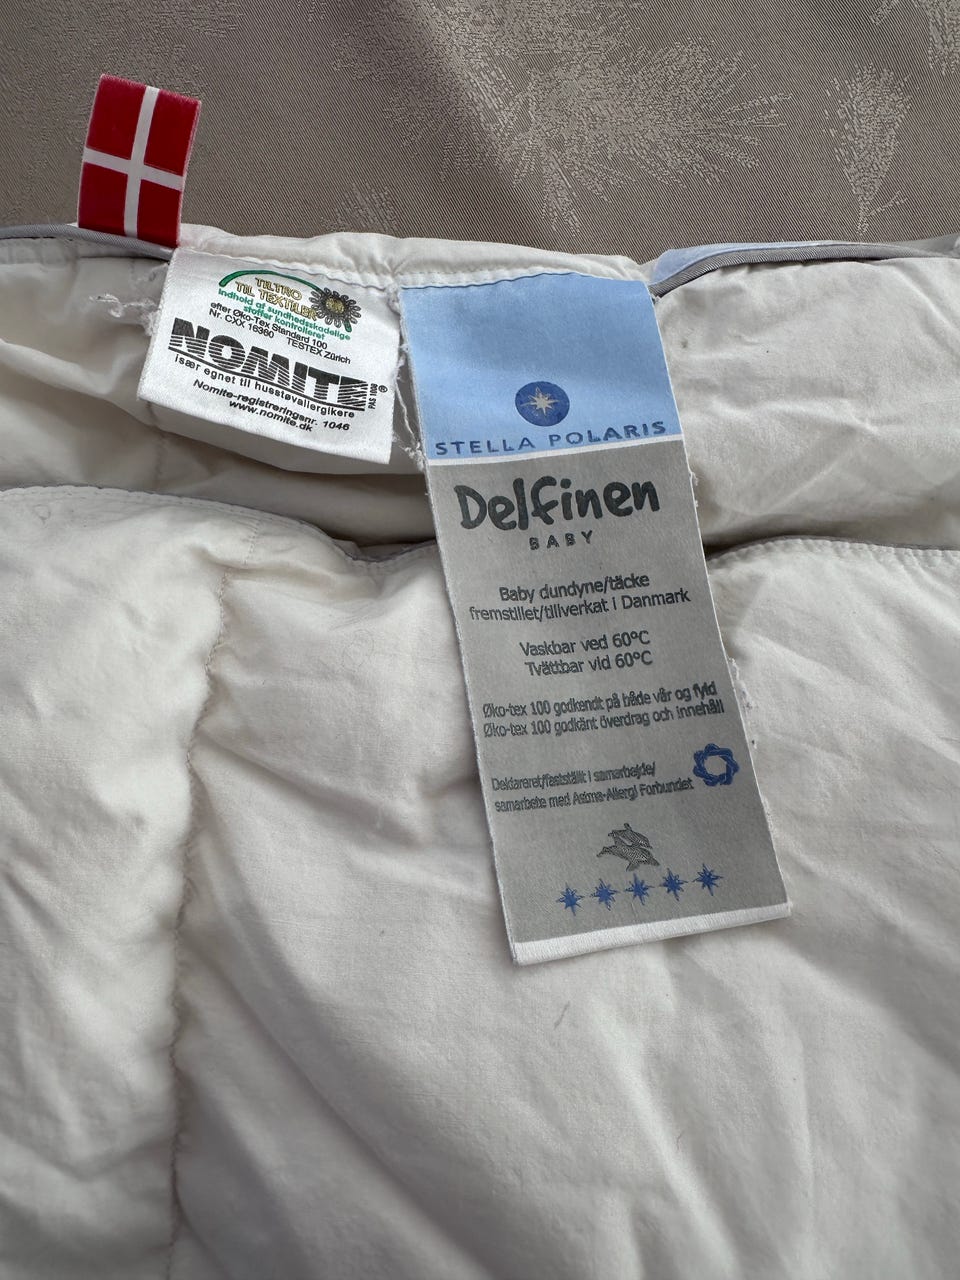 TILTRO
TIL TEXTILER
Indhold af sundhedsskadelige
stoffer kontrolleret
efter Øko-Tex Standard 100
Nr. CXX 16360 TESTEX Zürich
NOMITE®
PAS 1008
især egnet til husstøvallergikere
Nomite-registreringsnr. 1046
www.nomite.dk
STELLA POLARIS
Delfinen
BABY
Baby dundyne/täcke
fremstillet/tillverkat i Danmark
Vaskbar ved 60°C
Tvättbar vid 60°C
Øko-tex 100 godkendt på både vår og fyld
Øko-tex 100 godkänt överdrag och innehåll
Deklareret/fastställt i samarbejde/
samarbete med Astma-Allergi Forbundet